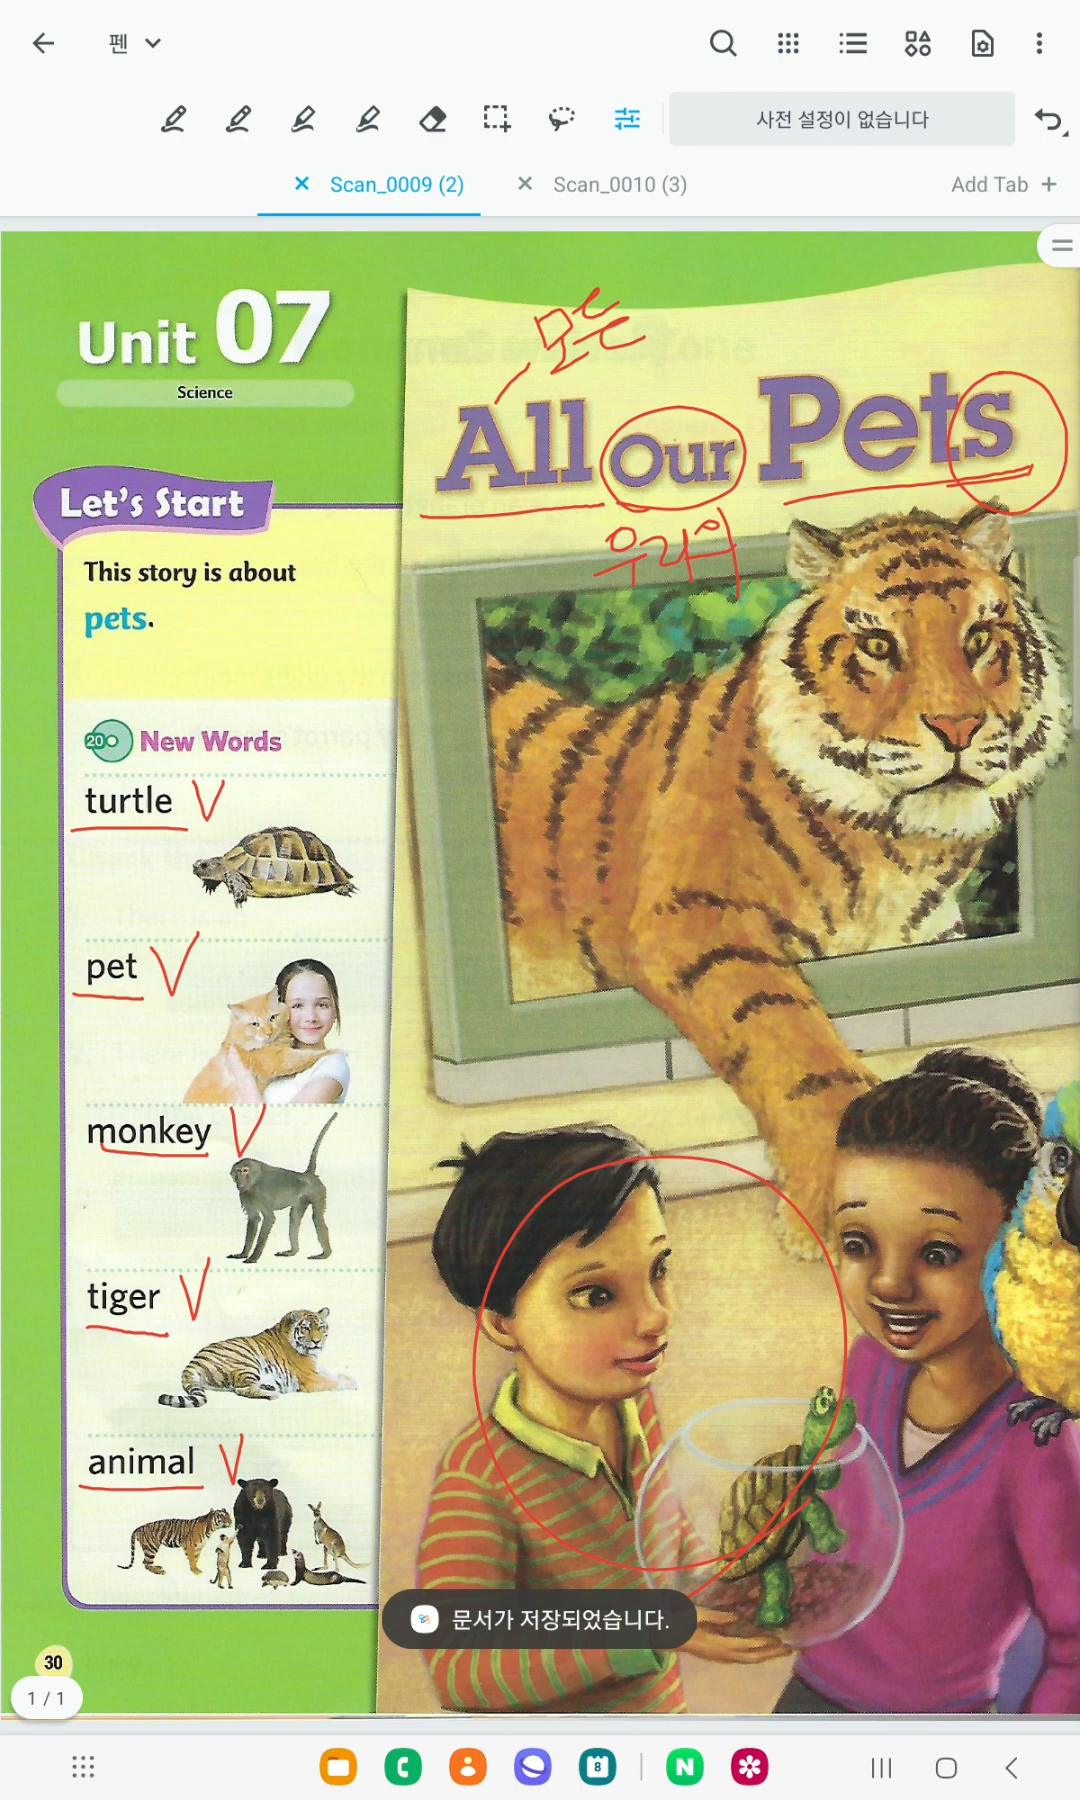 펜
사전 설정이 없습니다
Scan_0009 (2)
Scan_0010 (3)
Add Tab +
Unit 07
Science
모든
All Our Pets
우리의
Let's Start
This story is about
pets.
20
New Words
turtle
pet
monkey
tiger
animal
문서가 저장되었습니다.
30
1 / 1
8
N